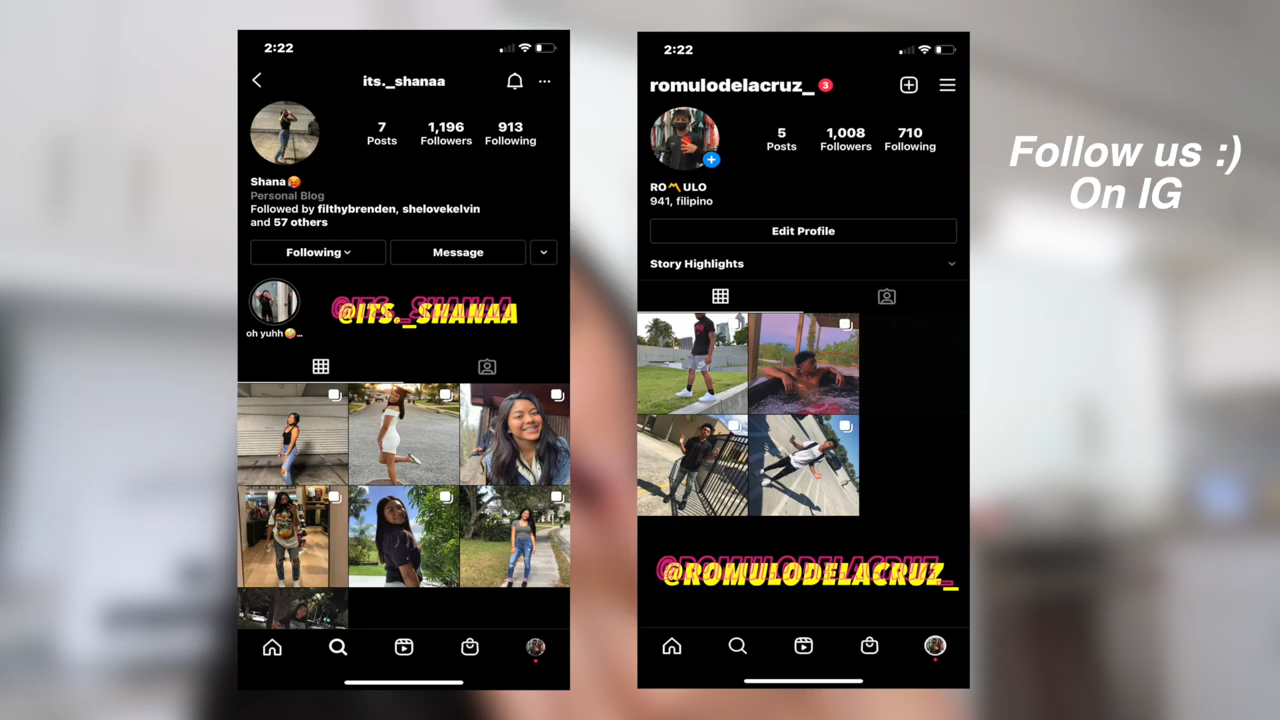 2:22
its._shanaa
7
Posts
1,196
Followers
913
Following
Shana
Personal Blog
Followed by filthybrenden, shelovekelvin
and 57 others
Following
Message
oh yuhh🤪...
@ITS._SHANAA
2:22
romulodelacruz_ 3
5
Posts
1,008
Followers
710
Following
RO〽️ULO
941, filipino
Edit Profile
Story Highlights
@ROMULODELACRUZ_
Follow us :)
On IG